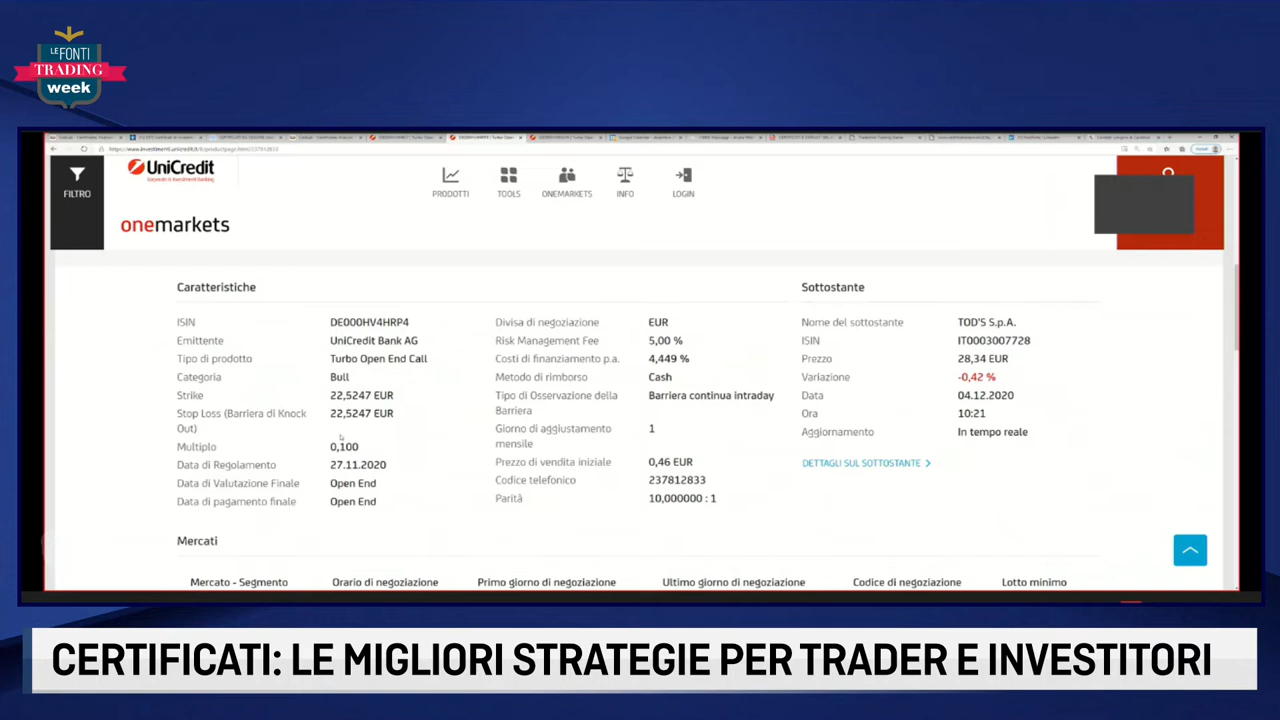 LE FONTI
TRADING
week
FILTRO
UniCredit
Corporate & Investment Banking
PRODOTTI
TOOLS
ONEMARKETS
INFO
LOGIN
onemarkets
Caratteristiche
ISIN DE000HV4HRP4
Emittente UniCredit Bank AG
Tipo di prodotto Turbo Open End Call
Categoria Bull
Strike 22,5247 EUR
Stop Loss (Barriera di Knock 22,5247 EUR
Out)
Multiplo 0,100
Data di Regolamento 27.11.2020
Data di Valutazione Finale Open End
Data di pagamento finale Open End
Divisa di negoziazione EUR
Risk Management Fee 5,00 %
Costi di finanziamento p.a. 4,449 %
Metodo di rimborso Cash
Tipo di Osservazione della Barriera continua intraday
Barriera
Giorno di aggiustamento 1
mensile
Prezzo di vendita iniziale 0,46 EUR
Codice telefonico 237812833
Parità 10,000000 : 1
Sottostante
Nome del sottostante TOD'S S.p.A.
ISIN IT0003007728
Prezzo 28,34 EUR
Variazione -0,42 %
Data 04.12.2020
Ora 10:21
Aggiornamento In tempo reale
DETTAGLI SUL SOTTOSTANTE
Mercati
Mercato - Segmento Orario di negoziazione Primo giorno di negoziazione Ultimo giorno di negoziazione Codice di negoziazione Lotto minimo
CERTIFICATI: LE MIGLIORI STRATEGIE PER TRADER E INVESTITORI